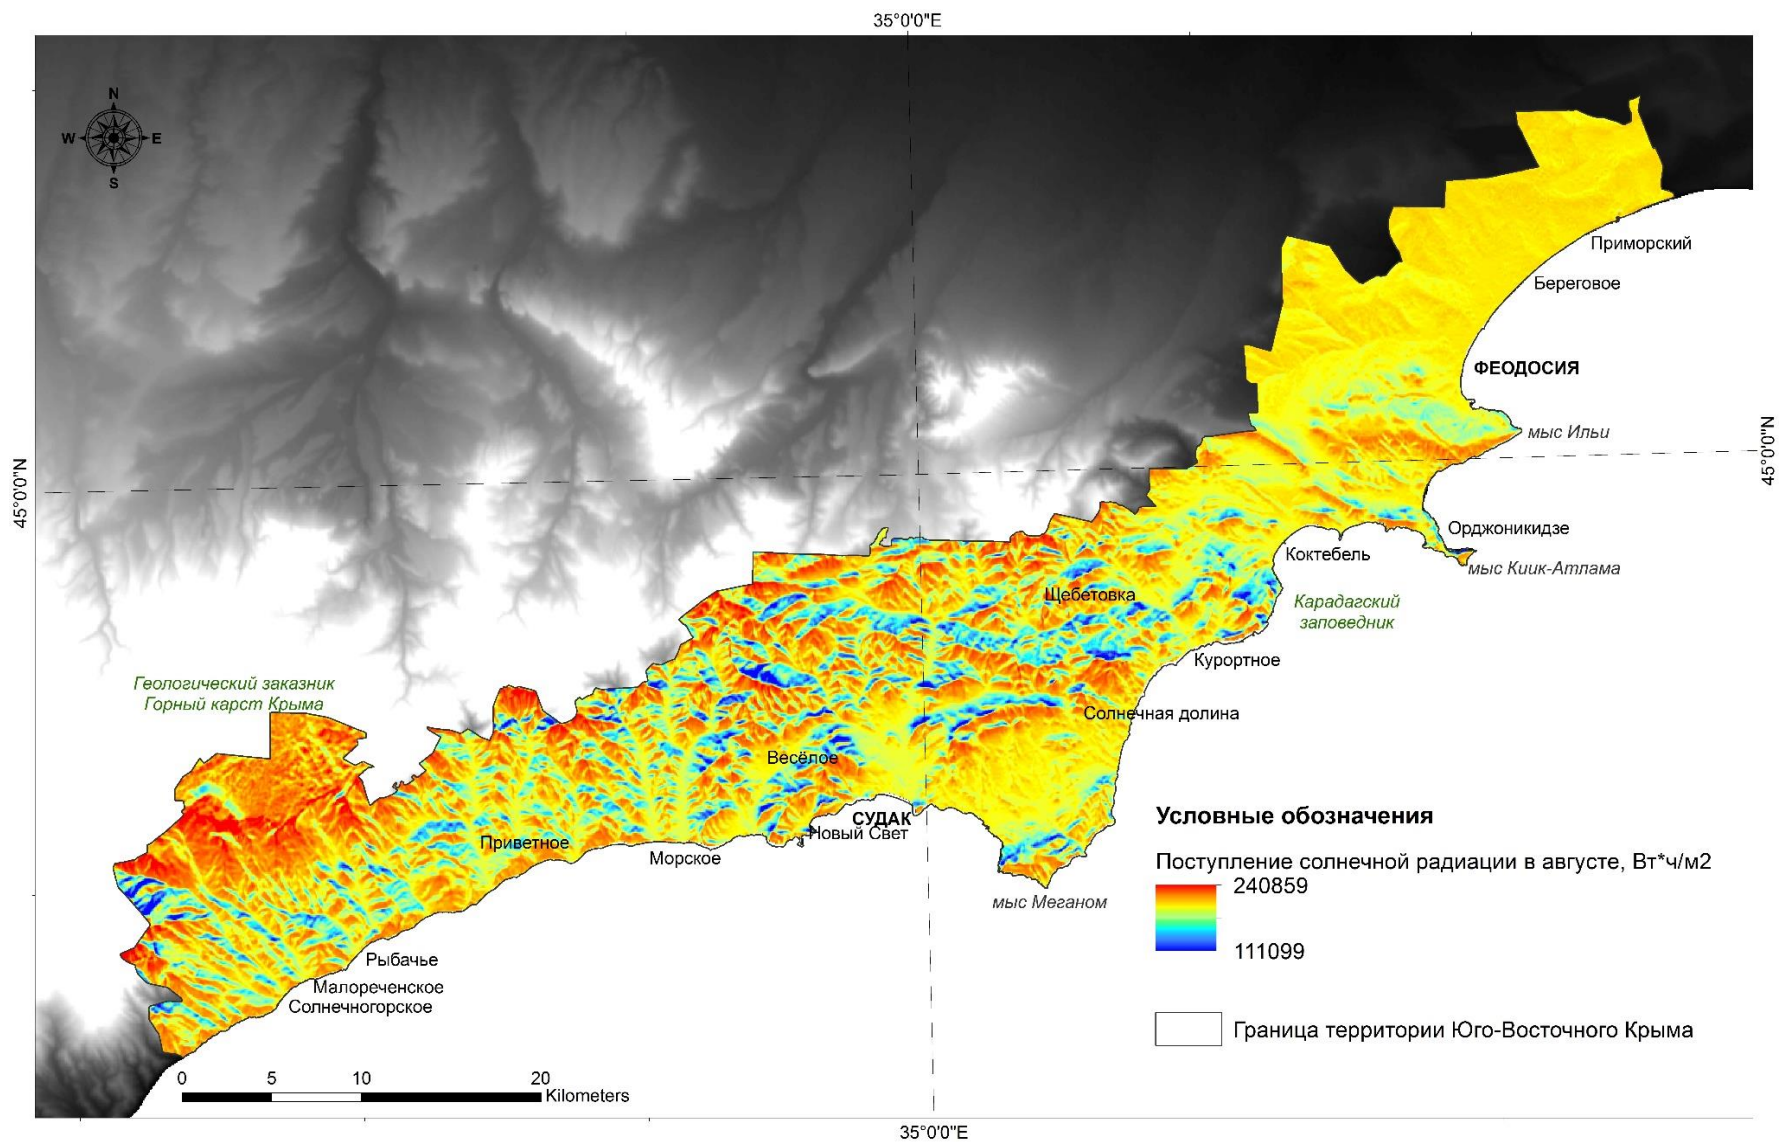 35°0'0"E
N
W E
S
Приморский
Береговое
ФЕОДОСИЯ
мыс Ильи
45°0'0"N
45°0'0"N
Орджоникидзе
Коктебель
мыс Киик-Атлама
Щебетовка
Карадагский
заповедник
Курортное
Геологический заказник
Горный карст Крыма
Солнечная долина
Весёлое
СУДАК
Новый Свет
Приветное
Морское
мыс Меганом
Рыбачье
Малореченское
Солнечногорское
Условные обозначения
Поступление солнечной радиации в августе, Вт*ч/м2
240859
111099
Граница территории Юго-Восточного Крыма
0 5 10 20
Kilometers
35°0'0"E